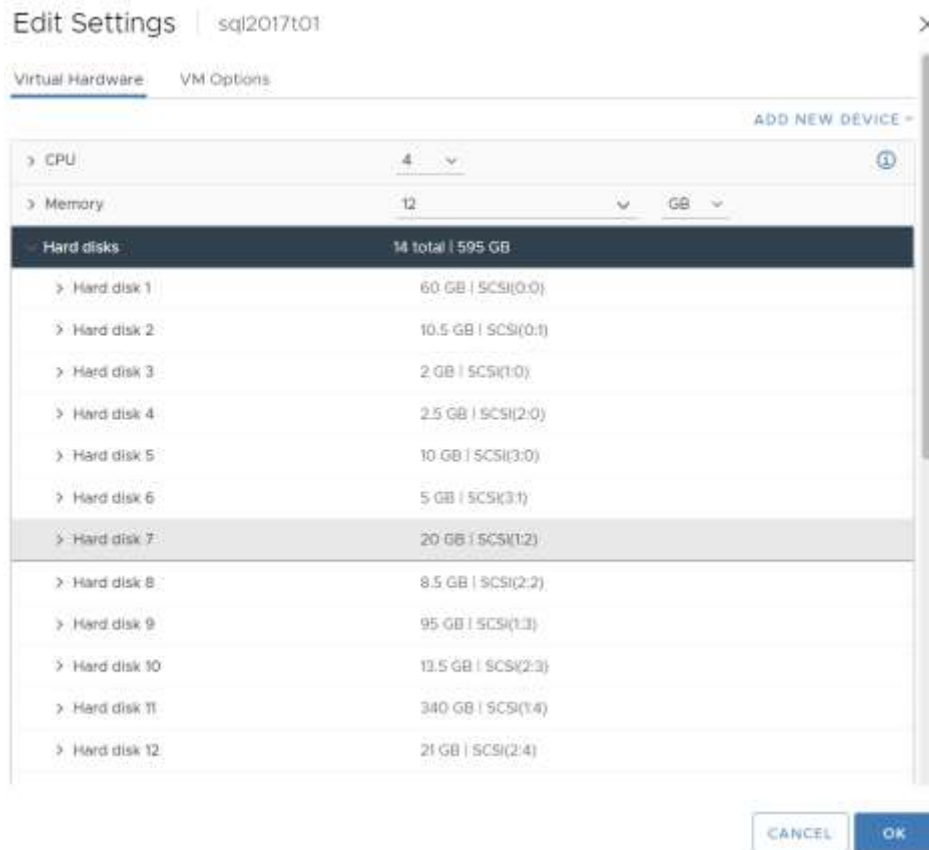 Edit Settings | sql2017t01
Virtual Hardware VM Options
ADD NEW DEVICE
CPU 4
Memory 12 GB
Hard disks 14 total | 595 GB
Hard disk 1 60 GB | SCSI(0:0)
Hard disk 2 10.5 GB | SCSI(0:1)
Hard disk 3 2 GB | SCSI(1:0)
Hard disk 4 2.5 GB | SCSI(2:0)
Hard disk 5 10 GB | SCSI(3:0)
Hard disk 6 5 GB | SCSI(3:1)
Hard disk 7 20 GB | SCSI(1:2)
Hard disk 8 8.5 GB | SCSI(2:2)
Hard disk 9 95 GB | SCSI(1:3)
Hard disk 10 13.5 GB | SCSI(2:3)
Hard disk 11 340 GB | SCSI(1:4)
Hard disk 12 21 GB | SCSI(2:4)
CANCEL OK